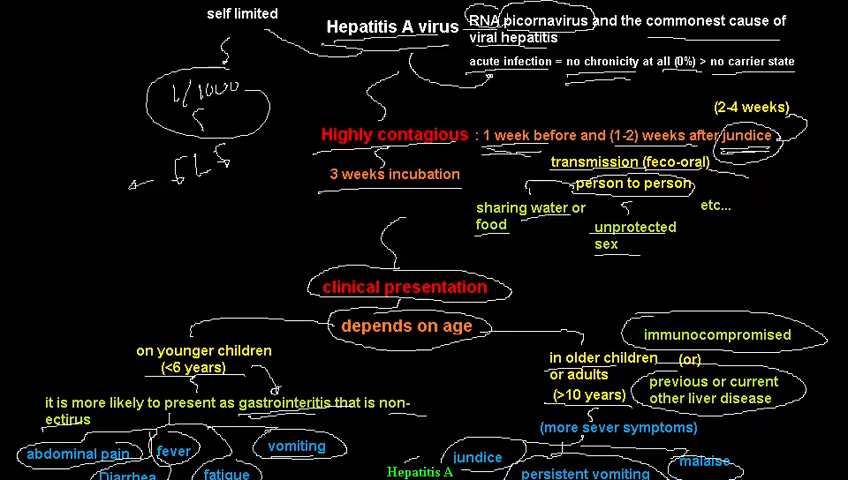 self limited
Hepatitis A virus
RNA picornavirus and the commonest cause of
viral hepatitis
acute infection = no chronicity at all (0%) > no carrier state
1/1000
(2-4 weeks)
Highly contagious : 1 week before and (1-2) weeks after jundice
transmission (feco-oral)
3 weeks incubation
person to person
sharing water or
food
etc...
unprotected
sex
clinical presentation
depends on age
immunocompromised
on younger children
(<6 years)
in older children
or adults
(>10 years)
(or)
previous or current
other liver disease
it is more likely to present as gastrointeritis that is non-
ectirus
(more sever symptoms)
abdominal pain
fever
vomiting
jundice
malaise
Diarrhea
fatigue
Hepatitis A
persistent vomiting